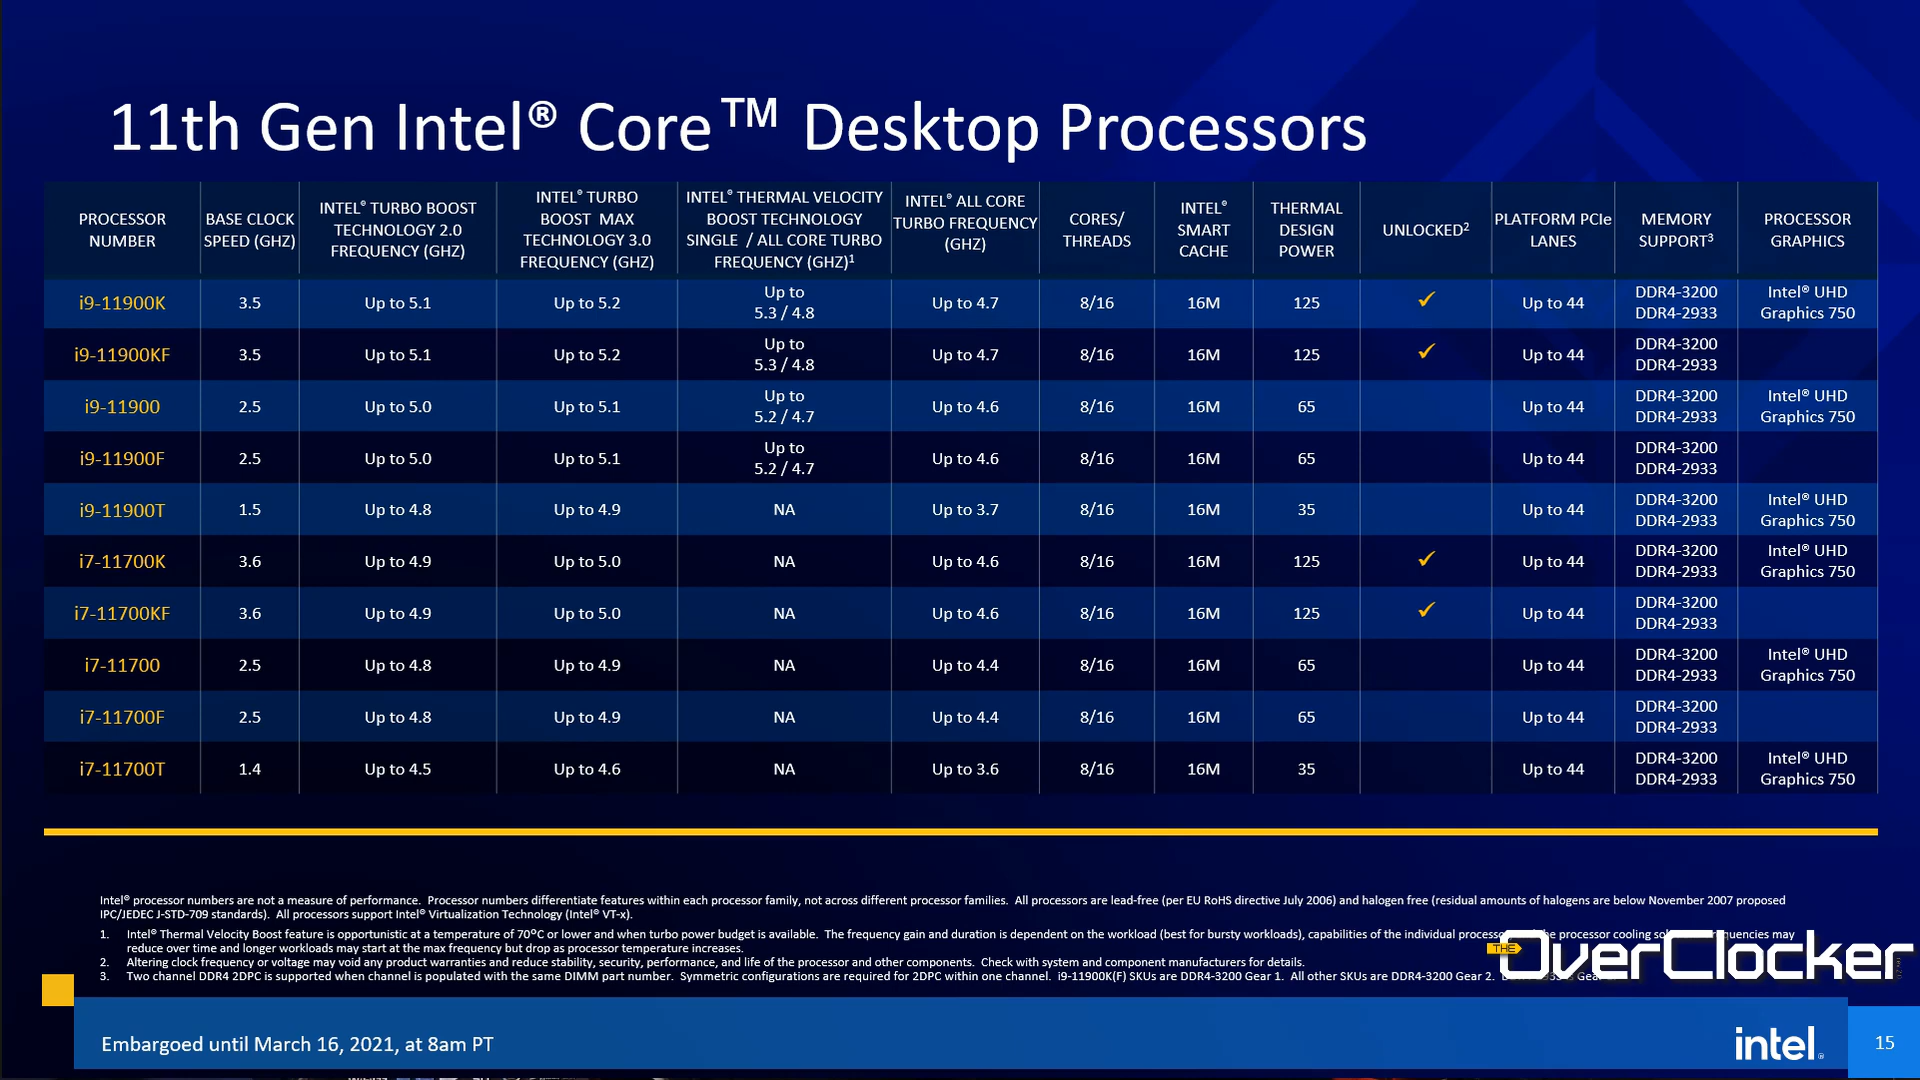 11th Gen Intel® Core™ Desktop Processors
PROCESSOR NUMBER
BASE CLOCK SPEED (GHZ)
INTEL® TURBO BOOST TECHNOLOGY 2.0 FREQUENCY (GHZ)
INTEL® TURBO BOOST MAX TECHNOLOGY 3.0 FREQUENCY (GHZ)
INTEL® THERMAL VELOCITY BOOST TECHNOLOGY SINGLE / ALL CORE TURBO FREQUENCY (GHZ)1
INTEL® ALL CORE TURBO FREQUENCY (GHZ)
CORES/ THREADS
INTEL® SMART CACHE
THERMAL DESIGN POWER
UNLOCKED2
PLATFORM PCIe LANES
MEMORY SUPPORT3
PROCESSOR GRAPHICS
i9-11900K 3.5 Up to 5.1 Up to 5.2 Up to 5.3 / 4.8 Up to 4.7 8/16 16M 125 ✓ Up to 44 DDR4-3200 DDR4-2933 Intel® UHD Graphics 750
i9-11900KF 3.5 Up to 5.1 Up to 5.2 Up to 5.3 / 4.8 Up to 4.7 8/16 16M 125 ✓ Up to 44 DDR4-3200 DDR4-2933
i9-11900 2.5 Up to 5.0 Up to 5.1 Up to 5.2 / 4.7 Up to 4.6 8/16 16M 65 Up to 44 DDR4-3200 DDR4-2933 Intel® UHD Graphics 750
i9-11900F 2.5 Up to 5.0 Up to 5.1 Up to 5.2 / 4.7 Up to 4.6 8/16 16M 65 Up to 44 DDR4-3200 DDR4-2933
i9-11900T 1.5 Up to 4.8 Up to 4.9 NA Up to 3.7 8/16 16M 35 Up to 44 DDR4-3200 DDR4-2933 Intel® UHD Graphics 750
i7-11700K 3.6 Up to 4.9 Up to 5.0 NA Up to 4.6 8/16 16M 125 ✓ Up to 44 DDR4-3200 DDR4-2933 Intel® UHD Graphics 750
i7-11700KF 3.6 Up to 4.9 Up to 5.0 NA Up to 4.6 8/16 16M 125 ✓ Up to 44 DDR4-3200 DDR4-2933
i7-11700 2.5 Up to 4.8 Up to 4.9 NA Up to 4.4 8/16 16M 65 Up to 44 DDR4-3200 DDR4-2933 Intel® UHD Graphics 750
i7-11700F 2.5 Up to 4.8 Up to 4.9 NA Up to 4.4 8/16 16M 65 Up to 44 DDR4-3200 DDR4-2933
i7-11700T 1.4 Up to 4.5 Up to 4.6 NA Up to 3.6 8/16 16M 35 Up to 44 DDR4-3200 DDR4-2933 Intel® UHD Graphics 750
Intel® processor numbers are not a measure of performance. Processor numbers differentiate features within each processor family, not across different processor families. All processors are lead-free (per EU RoHS directive July 2006) and halogen free (residual amounts of halogens are below November 2007 proposed
IPC/JEDEC J-STD-709 standards). All processors support Intel® Virtualization Technology (Intel® VT-x).
1. Intel® Thermal Velocity Boost feature is opportunistic at a temperature of 70°C or lower and when turbo power budget is available. The frequency gain and duration is dependent on the workload (best for bursty workloads), capabilities of the individual the processor cooling may
reduce over time and longer workloads may start at the max frequency but drop as processor temperature increases.
2. Altering clock frequency or voltage may void any product warranties and reduce stability, security, performance, and life of the processor and other components. Check with system and component manufacturers for details.
3. Two channel DDR4 2DPC is supported when channel is populated with the same DIMM part number. Symmetric configurations are required for 2DPC within one channel. i9-11900K(F) SKUs are DDR4-3200 Gear 1. All other SKUs are DDR4-3200 Gear 2.
THE OverClocker
Embargoed until March 16, 2021, at 8am PT
intel.
15